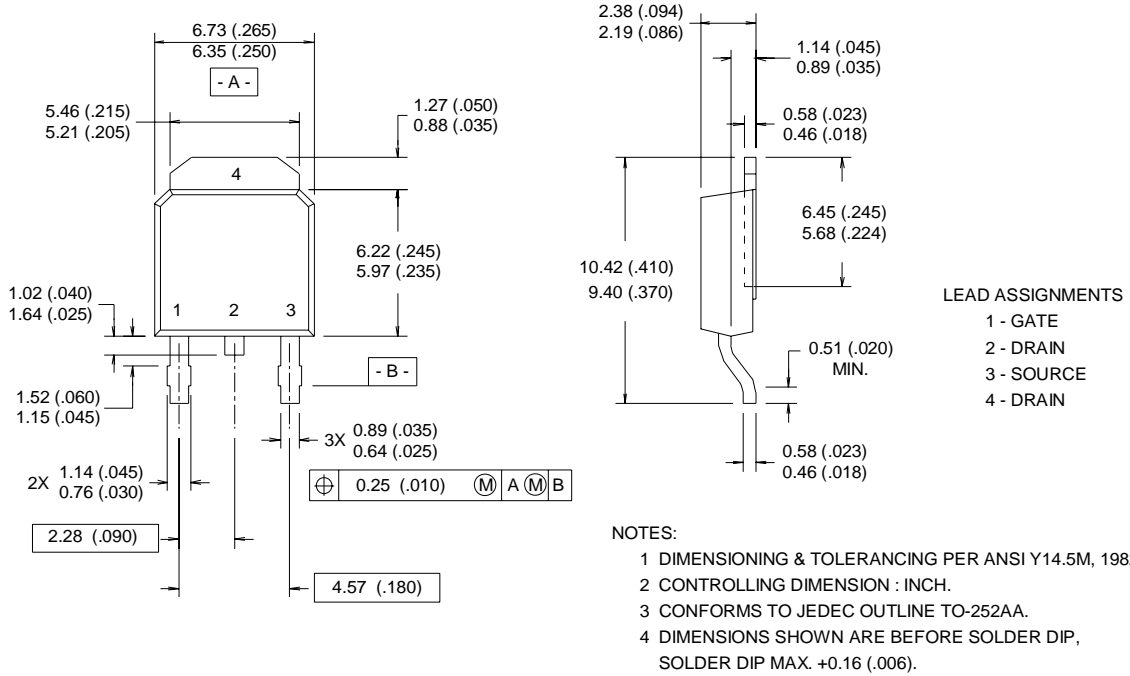 6.73 (.265)
6.35 (.250)
- A -
5.46 (.215)
5.21 (.205)
1.27 (.050)
0.88 (.035)
4
6.22 (.245)
5.97 (.235)
1.02 (.040)
1.64 (.025)
1 2 3
- B -
1.52 (.060)
1.15 (.045)
3X 0.89 (.035)
0.64 (.025)
2X 1.14 (.045)
0.76 (.030)
⌖ 0.25 (.010) Ⓜ A Ⓜ B
2.28 (.090)
4.57 (.180)
2.38 (.094)
2.19 (.086)
1.14 (.045)
0.89 (.035)
0.58 (.023)
0.46 (.018)
6.45 (.245)
5.68 (.224)
10.42 (.410)
9.40 (.370)
0.51 (.020)
MIN.
0.58 (.023)
0.46 (.018)
LEAD ASSIGNMENTS
1 - GATE
2 - DRAIN
3 - SOURCE
4 - DRAIN
NOTES:
1 DIMENSIONING & TOLERANCING PER ANSI Y14.5M, 198
2 CONTROLLING DIMENSION : INCH.
3 CONFORMS TO JEDEC OUTLINE TO-252AA.
4 DIMENSIONS SHOWN ARE BEFORE SOLDER DIP,
SOLDER DIP MAX. +0.16 (.006).